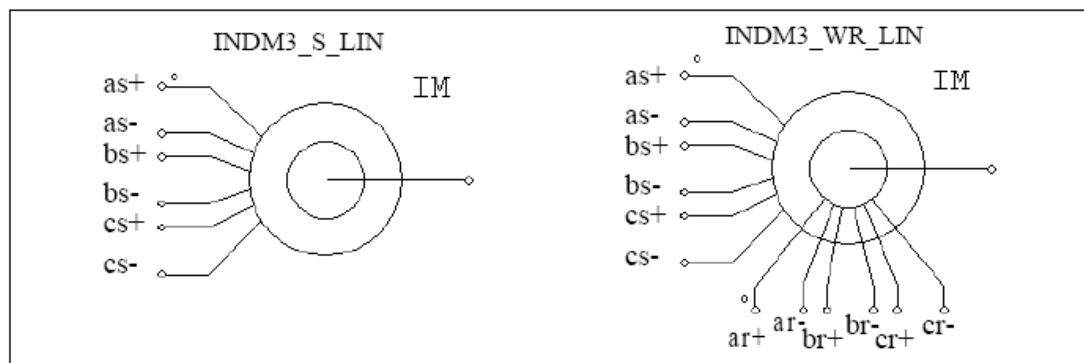 INDM3_S_LIN
as+
IM
as-
bs+
bs-
cs+
cs-
INDM3_WR_LIN
as+
IM
as-
bs+
bs-
cs+
cs-
ar+ ar- br+ br- cr+ cr-